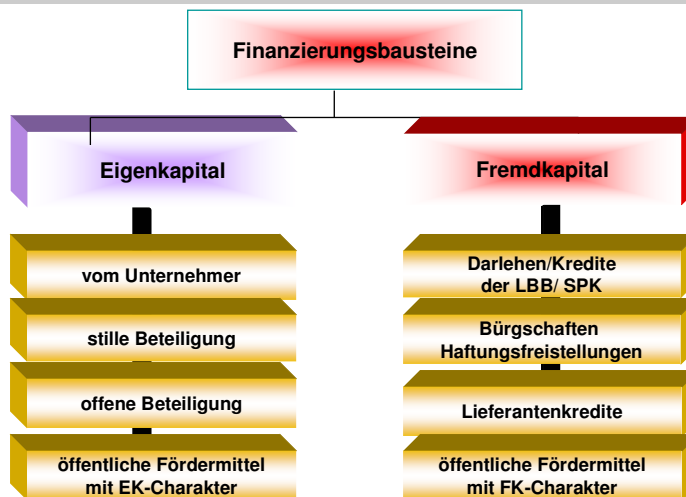 Finanzierungsbausteine
Eigenkapital
vom Unternehmer
stille Beteiligung
offene Beteiligung
öffentliche Fördermittel
mit EK-Charakter
Fremdkapital
Darlehen/Kredite
der LBB/ SPK
Bürgschaften
Haftungsfreistellungen
Lieferantenkredite
öffentliche Fördermittel
mit FK-Charakter